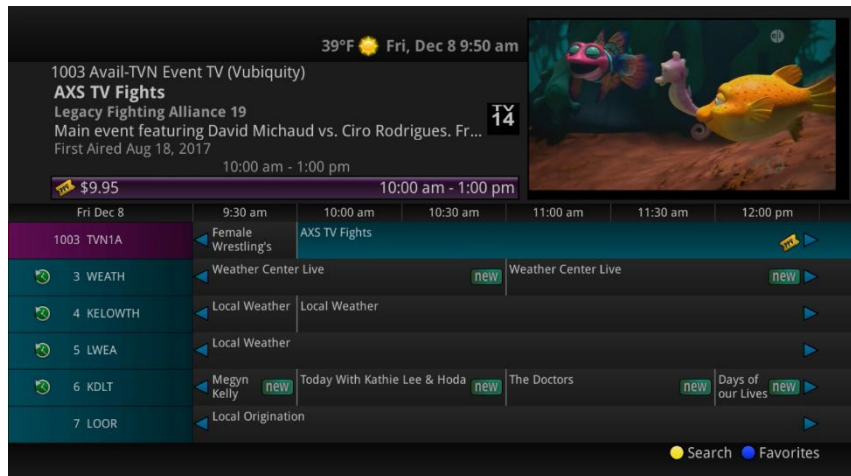 39°F Fri, Dec 8 9:50 am
1003 Avail-TVN Event TV (Vubiquity)
AXS TV Fights
Legacy Fighting Alliance 19
TV 14
Main event featuring David Michaud vs. Ciro Rodrigues. Fr...
First Aired Aug 18, 2017
10:00 am - 1:00 pm
$9.95 10:00 am - 1:00 pm
Fri Dec 8 9:30 am 10:00 am 10:30 am 11:00 am 11:30 am 12:00 pm
1003 TVN1A Female Wrestling's AXS TV Fights
3 WEATH Weather Center Live new Weather Center Live new
4 KELOWTH Local Weather Local Weather
5 LWEA Local Weather
6 KDLT Megyn Kelly new Today With Kathie Lee & Hoda new The Doctors new Days of our Lives new
7 LOOR Local Origination
Search Favorites